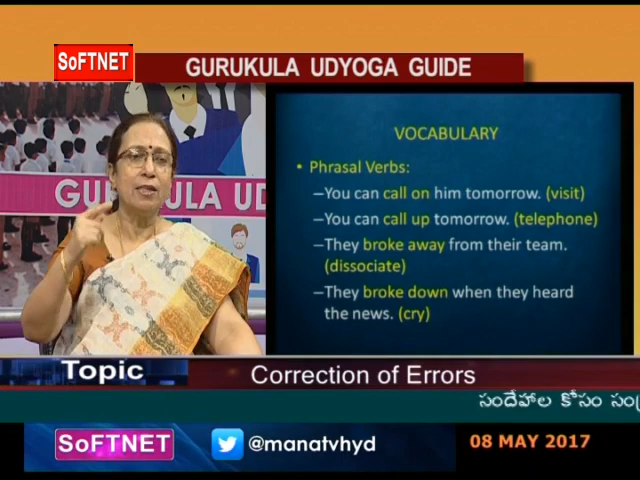 SoFTNET
GURUKULA UDYOGA GUIDE
GU
ULA UD
VOCABULARY
• Phrasal Verbs:
–You can call on him tomorrow. (visit)
–You can call up tomorrow. (telephone)
–They broke away from their team.
(dissociate)
–They broke down when they heard
the news. (cry)
Topic
Correction of Errors
సందేహాల కోసం
SoFTNET
@manatvhyd
08 MAY 2017